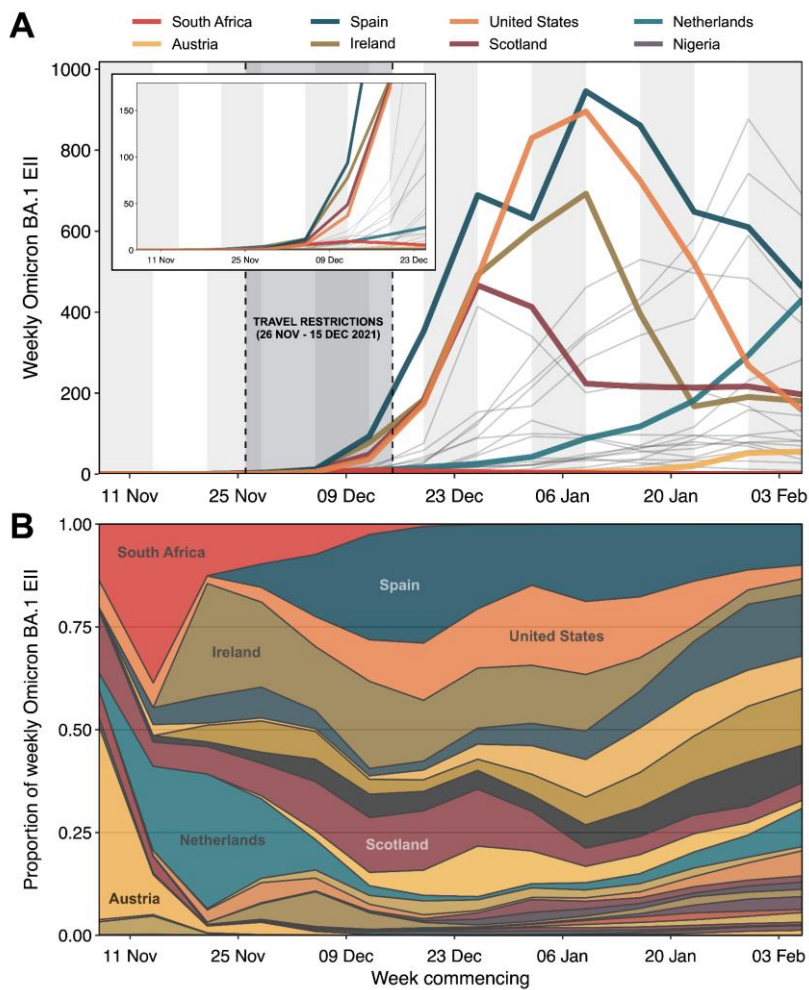 A
South Africa Spain United States Netherlands
Austria Ireland Scotland Nigeria
Weekly Omicron BA.1 EII
1000
800
600
400
200
0
150
100
50
0
11 Nov 25 Nov 09 Dec 23 Dec
TRAVEL RESTRICTIONS
(26 NOV - 15 DEC 2021)
11 Nov 25 Nov 09 Dec 23 Dec 06 Jan 20 Jan 03 Feb
B
Proportion of weekly Omicron BA.1 EII
1.00
0.75
0.50
0.25
0.00
South Africa
Spain
United States
Ireland
Netherlands
Scotland
Austria
11 Nov 25 Nov 09 Dec 23 Dec 06 Jan 20 Jan 03 Feb
Week commencing